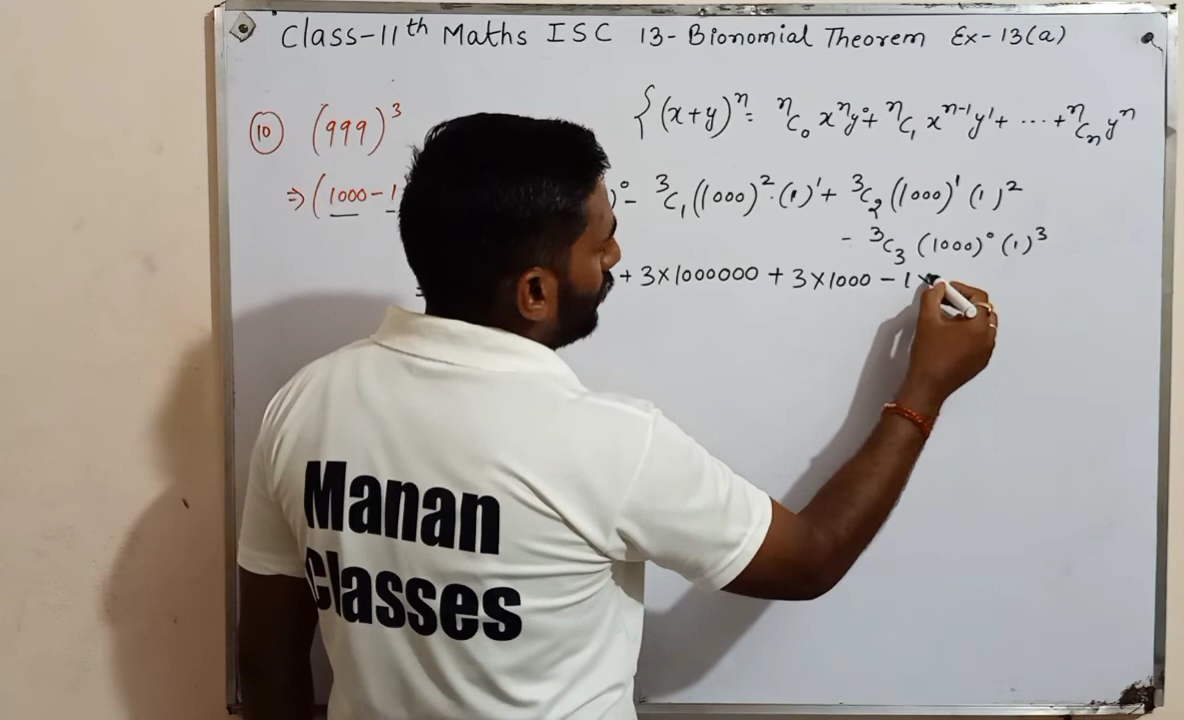 Class-11th Maths ISC 13- Bionomial Theorem Ex-13(a)
(10) (999)³ {(x+y)ⁿ = ⁿC₀ xⁿy⁰ + ⁿC₁ xⁿ⁻¹y¹ + ... + ⁿCₙ yⁿ
⇒ (1000-1 )⁰ - ³C₁(1000)²·(1)¹ + ³C₂(1000)¹(1)²
- ³C₃ (1000)⁰ (1)³
+ 3×1000000 + 3×1000 - 1×
Manan
Classes